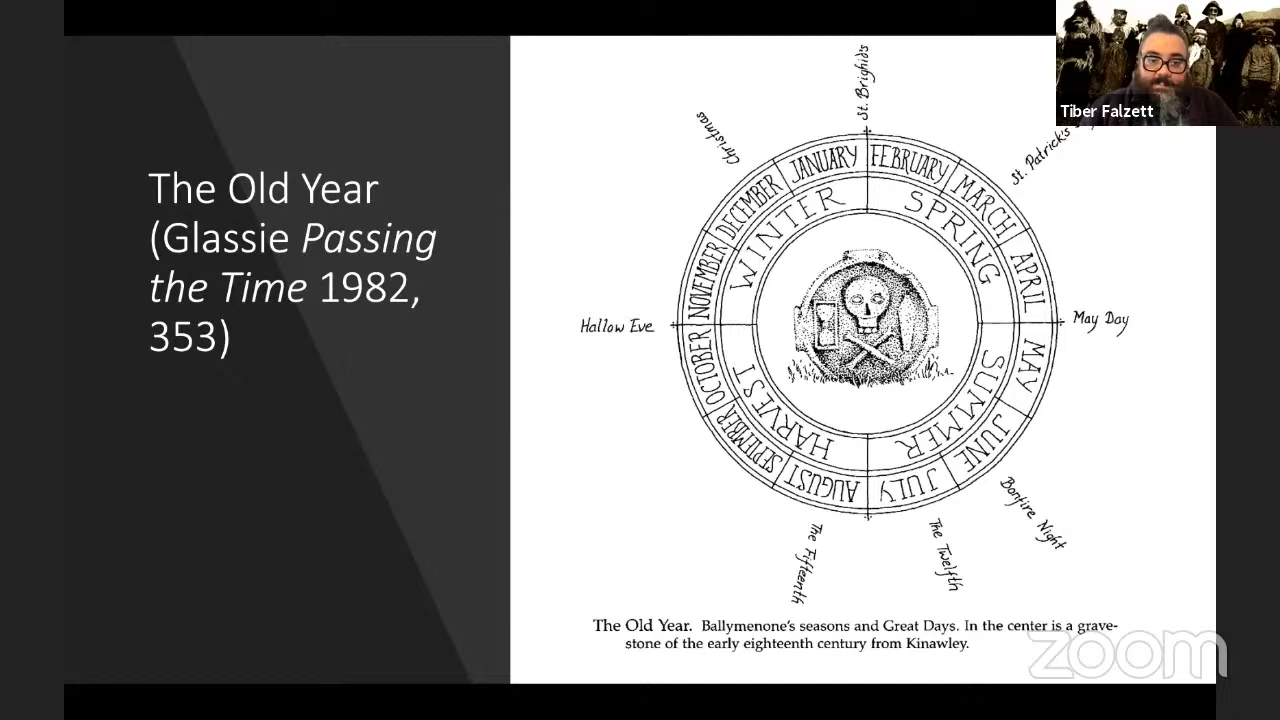 The Old Year
(Glassie Passing
the Time 1982,
353)
Tiber Falzett
St. Brighid's
Christmas
St. Patrick's
JANUARY
FEBRUARY
MARCH
APRIL
MAY
JUNE
JULY
AUGUST
SEPTEMBER
OCTOBER
NOVEMBER
DECEMBER
WINTER
SPRING
SUMMER
HARVEST
Hallow Eve
May Day
Bonfire Night
The Twelfth
The Fifteenth
The Old Year. Ballymenone's seasons and Great Days. In the center is a grave-
stone of the early eighteenth century from Kinawley.
zoom